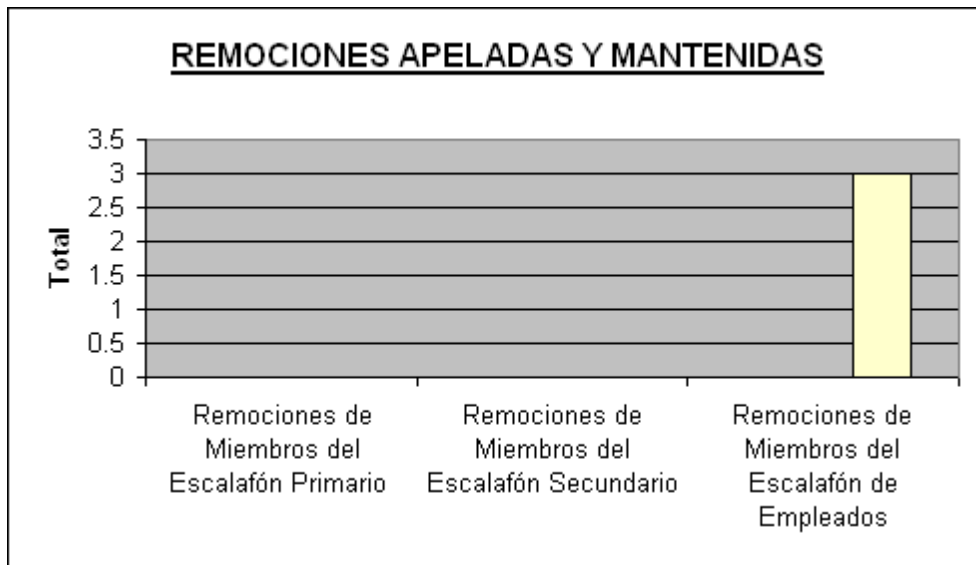 REMOCIONES APELADAS Y MANTENIDAS
3.5
3
2.5
2
1.5
1
0.5
0
Total
Remociones de
Miembros del
Escalafón Primario
Remociones de
Miembros del
Escalafón Secundario
Remociones de
Miembros del
Escalafón de
Empleados